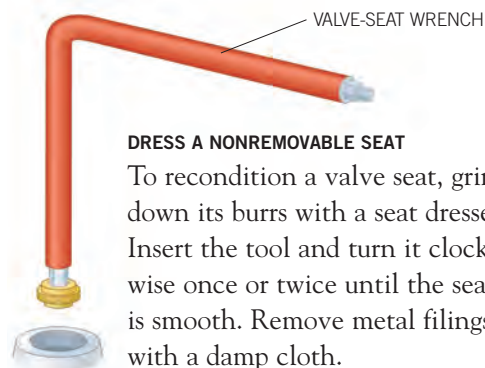 VALVE-SEAT WRENCH
DRESS A NONREMOVABLE SEAT
To recondition a valve seat, grin
down its burrs with a seat dresse
Insert the tool and turn it clock
wise once or twice until the sea
is smooth. Remove metal filings
with a damp cloth.